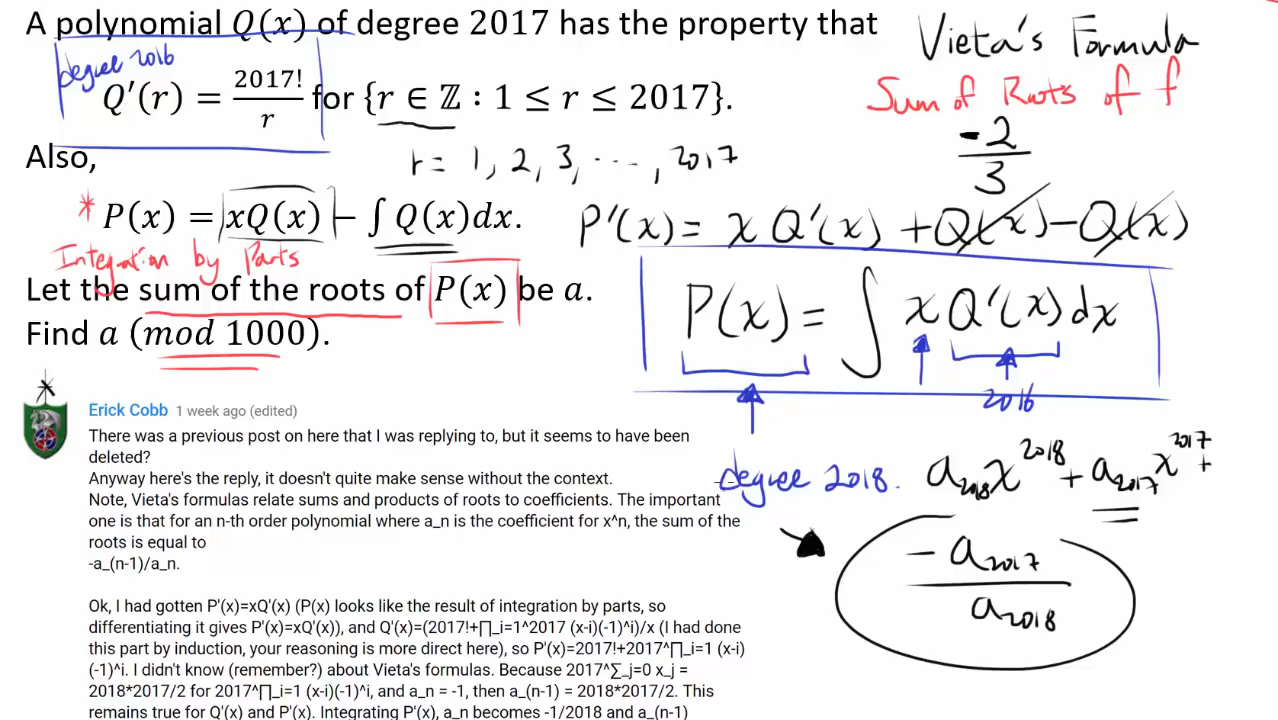 A polynomial Q(x) of degree 2017 has the property that
degree 2016
Q′(r) = 2017!/r for {r ∈ ℤ : 1 ≤ r ≤ 2017}.
Also,
r = 1, 2, 3, ..., 2017
* P(x) = xQ(x) − ∫ Q(x)dx.
Integration by Parts
Let the sum of the roots of P(x) be a.
Find a (mod 1000).
Vieta's Formula
Sum of Roots of f
-2/3
P′(x) = x Q′(x) + Q(x) − Q(x)
P(x) = ∫ x Q′(x) dx
2016
degree 2018. a₂₀₁₈x²⁰¹⁸ + a₂₀₁₇x²⁰¹⁷ +
−a₂₀₁₇/a₂₀₁₈
*
Erick Cobb 1 week ago (edited)
There was a previous post on here that I was replying to, but it seems to have been
deleted?
Anyway here's the reply, it doesn't quite make sense without the context.
Note, Vieta's formulas relate sums and products of roots to coefficients. The important
one is that for an n-th order polynomial where a_n is the coefficient for x^n, the sum of the
roots is equal to
-a_(n-1)/a_n.
Ok, I had gotten P'(x)=xQ'(x) (P(x) looks like the result of integration by parts, so
differentiating it gives P'(x)=xQ'(x)), and Q'(x)=(2017!+∏_i=1^2017 (x-i)(-1)^i)/x (I had done
this part by induction, your reasoning is more direct here), so P'(x)=2017!+2017^∏_i=1 (x-i)
(-1)^i. I didn't know (remember?) about Vieta's formulas. Because 2017^∑_j=0 x_j =
2018*2017/2 for 2017^∏_i=1 (x-i)(-1)^i, and a_n = -1, then a_(n-1) = 2018*2017/2. This
remains true for Q'(x) and P'(x). Integrating P'(x), a_n becomes -1/2018 and a_(n-1)